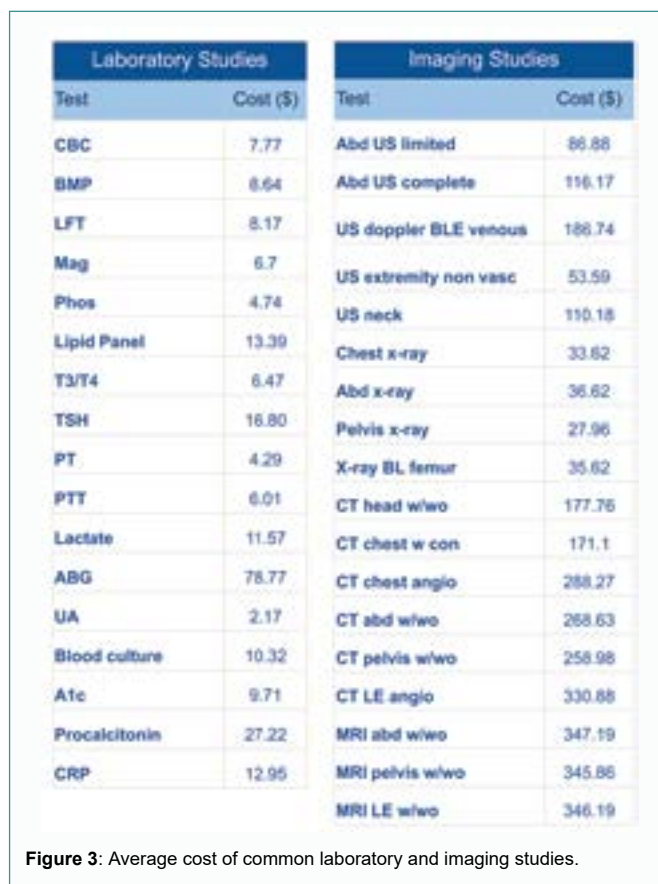 Laboratory Studies
Test Cost ($)
CBC 7.77
BMP 8.64
LFT 8.17
Mag 6.7
Phos 4.74
Lipid Panel 13.39
T3/T4 6.47
TSH 16.80
PT 4.29
PTT 6.01
Lactate 11.57
ABG 78.77
UA 2.17
Blood culture 10.32
A1c 9.71
Procalcitonin 27.22
CRP 12.95
Imaging Studies
Test Cost ($)
Abd US limited 86.88
Abd US complete 116.17
US doppler BLE venous 186.74
US extremity non vasc 53.59
US neck 110.18
Chest x-ray 33.62
Abd x-ray 36.62
Pelvis x-ray 27.96
X-ray BL femur 35.62
CT head w/wo 177.76
CT chest w con 171.1
CT chest angio 288.27
CT abd w/wo 268.63
CT pelvis w/wo 258.98
CT LE angio 330.88
MRI abd w/wo 347.19
MRI pelvis w/wo 345.86
MRI LE w/wo 346.19
Figure 3: Average cost of common laboratory and imaging studies.